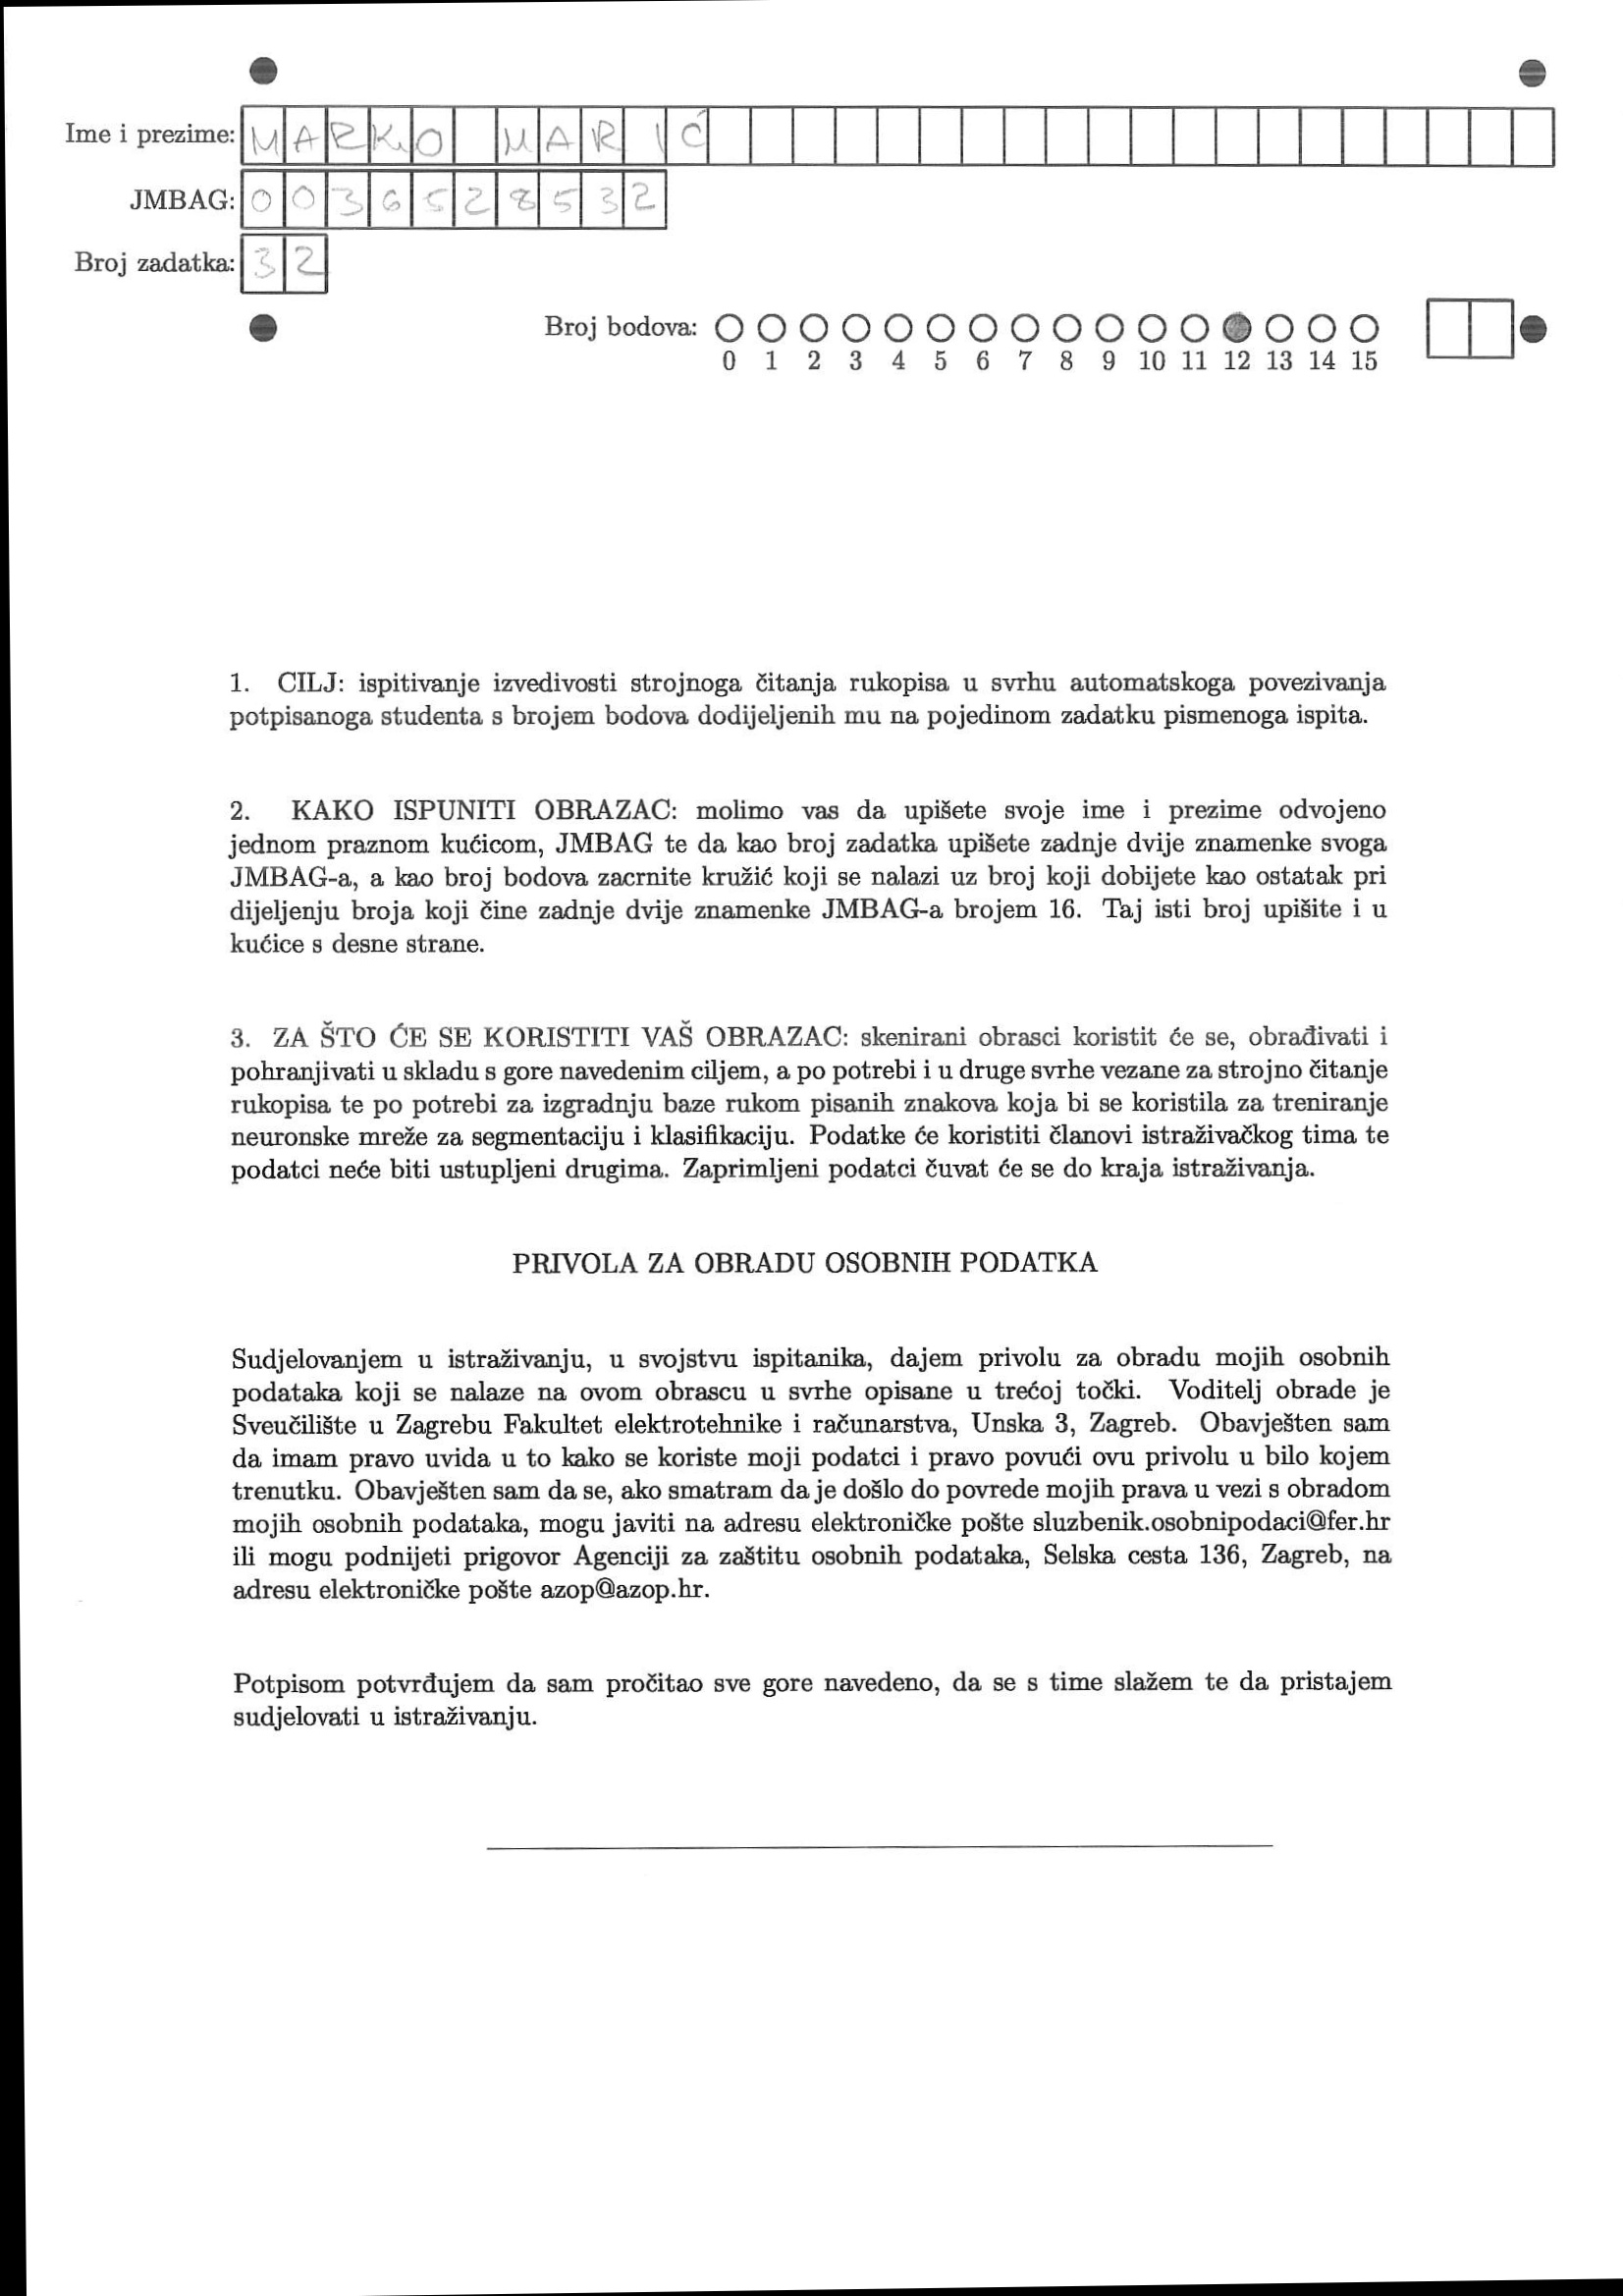 Ime i prezime: MARKO MARIĆ
JMBAG: 0036528532
Broj zadatka: 32
Broj bodova:
0 1 2 3 4 5 6 7 8 9 10 11 12 13 14 15
1. CILJ: ispitivanje izvedivosti strojnoga čitanja rukopisa u svrhu automatskoga povezivanja
potpisanoga studenta s brojem bodova dodijeljenih mu na pojedinom zadatku pismenoga ispita.
2. KAKO ISPUNITI OBRAZAC: molimo vas da upišete svoje ime i prezime odvojeno
jednom praznom kućicom, JMBAG te da kao broj zadatka upišete zadnje dvije znamenke svoga
JMBAG-a, a kao broj bodova zacrnite kružić koji se nalazi uz broj koji dobijete kao ostatak pri
dijeljenju broja koji čine zadnje dvije znamenke JMBAG-a brojem 16. Taj isti broj upišite i u
kućice s desne strane.
3. ZA ŠTO ĆE SE KORISTITI VAŠ OBRAZAC: skenirani obrasci koristit će se, obrađivati i
pohranjivati u skladu s gore navedenim ciljem, a po potrebi i u druge svrhe vezane za strojno čitanje
rukopisa te po potrebi za izgradnju baze rukom pisanih znakova koja bi se koristila za treniranje
neuronske mreže za segmentaciju i klasifikaciju. Podatke će koristiti članovi istraživačkog tima te
podatci neće biti ustupljeni drugima. Zaprimljeni podatci čuvat će se do kraja istraživanja.
PRIVOLA ZA OBRADU OSOBNIH PODATKA
Sudjelovanjem u istraživanju, u svojstvu ispitanika, dajem privolu za obradu mojih osobnih
podataka koji se nalaze na ovom obrascu u svrhe opisane u trećoj točki. Voditelj obrade je
Sveučilište u Zagrebu Fakultet elektrotehnike i računarstva, Unska 3, Zagreb. Obavješten sam
da imam pravo uvida u to kako se koriste moji podatci i pravo povući ovu privolu u bilo kojem
trenutku. Obavješten sam da se, ako smatram da je došlo do povrede mojih prava u vezi s obradom
mojih osobnih podataka, mogu javiti na adresu elektroničke pošte sluzbenik.osobnipodaci@fer.hr
ili mogu podnijeti prigovor Agenciji za zaštitu osobnih podataka, Selska cesta 136, Zagreb, na
adresu elektroničke pošte azop@azop.hr.
Potpisom potvrđujem da sam pročitao sve gore navedeno, da se s time slažem te da pristajem
sudjelovati u istraživanju.